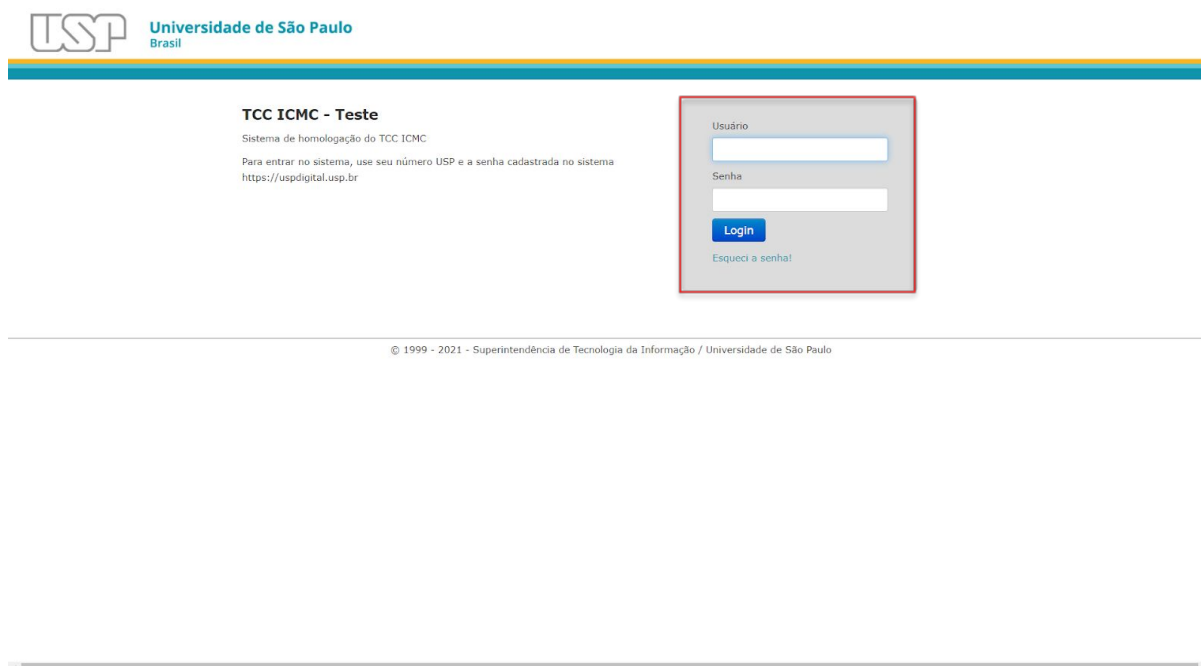 USP
Universidade de São Paulo
Brasil
TCC ICMC - Teste
Sistema de homologação do TCC ICMC
Para entrar no sistema, use seu número USP e a senha cadastrada no sistema
https://uspdigital.usp.br
Usuário
Senha
Login
Esqueci a senha!
© 1999 - 2021 - Superintendência de Tecnologia da Informação / Universidade de São Paulo